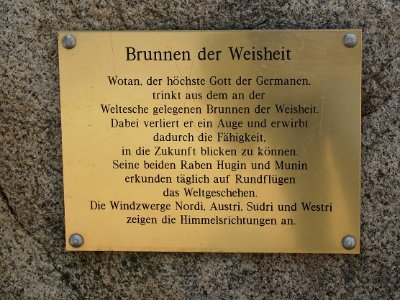 Brunnen der Weisheit
Wotan, der höchste Gott der Germanen,
trinkt aus dem an der
Weltesche gelegenen Brunnen der Weisheit.
Dabei verliert er ein Auge und erwirbt
dadurch die Fähigkeit,
in die Zukunft blicken zu können.
Seine beiden Raben Hugin und Munin
erkunden täglich auf Rundflügen
das Weltgeschehen.
Die Windzwerge Nordi, Austri, Sudri und Westri
zeigen die Himmelsrichtungen an.